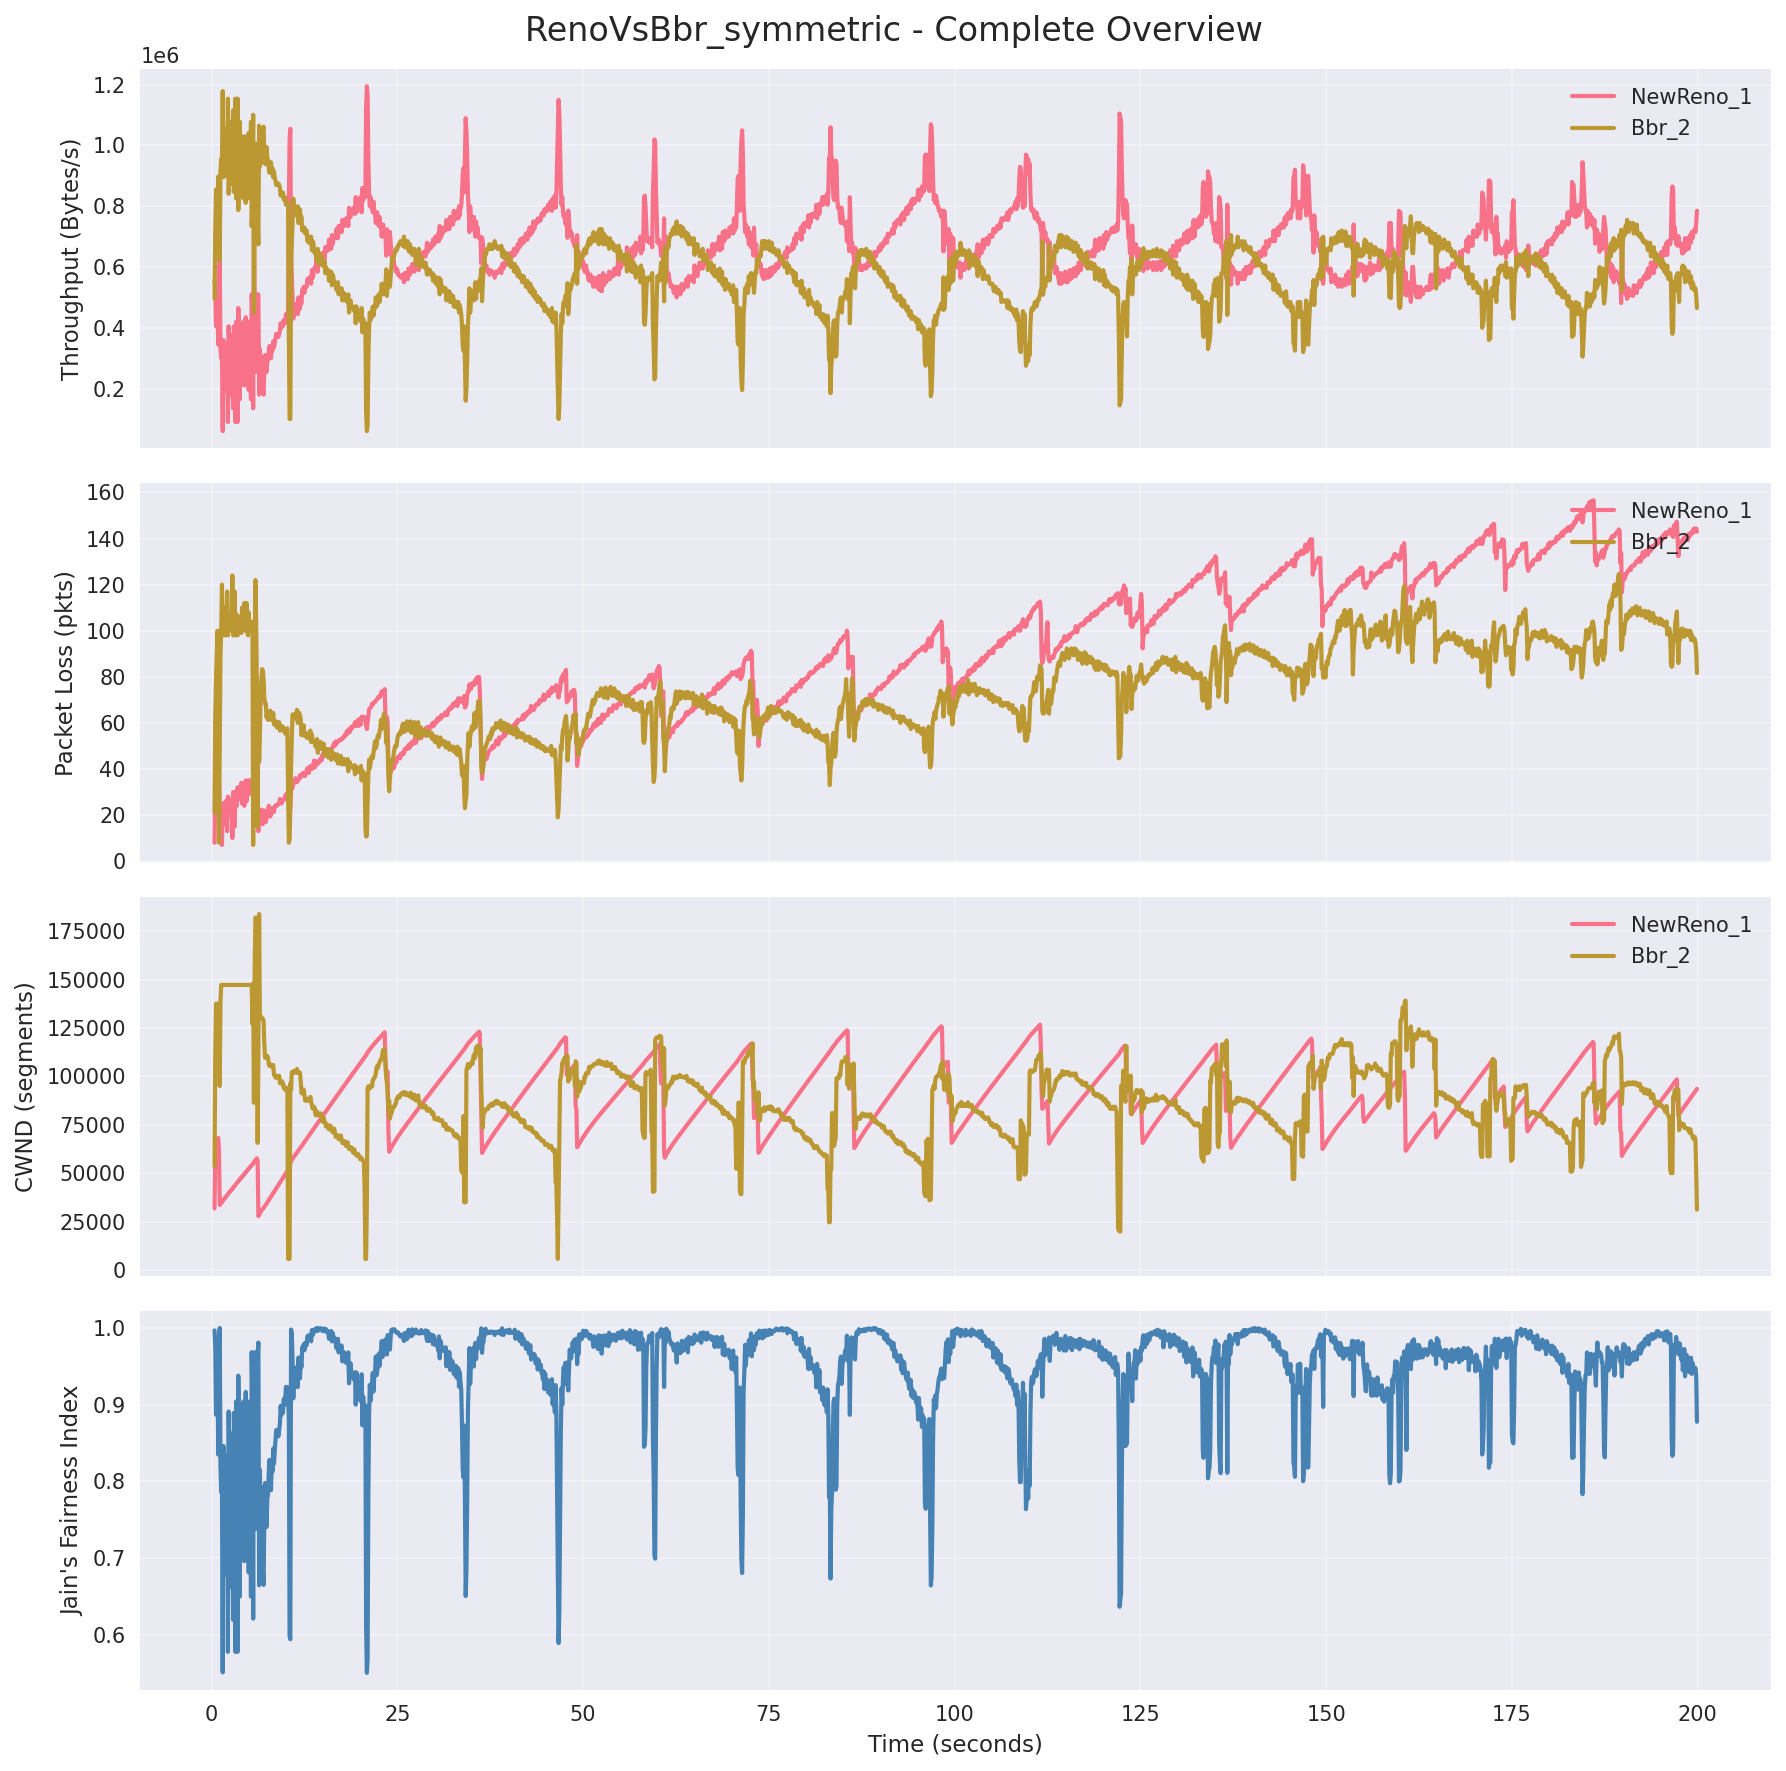 RenoVsBbr_symmetric - Complete Overview
1e6
1.2
1.0
0.8
0.6
0.4
0.2
Throughput (Bytes/s)
NewReno_1
Bbr_2
160
140
120
100
80
60
40
20
0
Packet Loss (pkts)
NewReno_1
Bbr_2
175000
150000
125000
100000
75000
50000
25000
0
CWND (segments)
NewReno_1
Bbr_2
1.0
0.9
0.8
0.7
0.6
Jain's Fairness Index
0 25 50 75 100 125 150 175 200
Time (seconds)